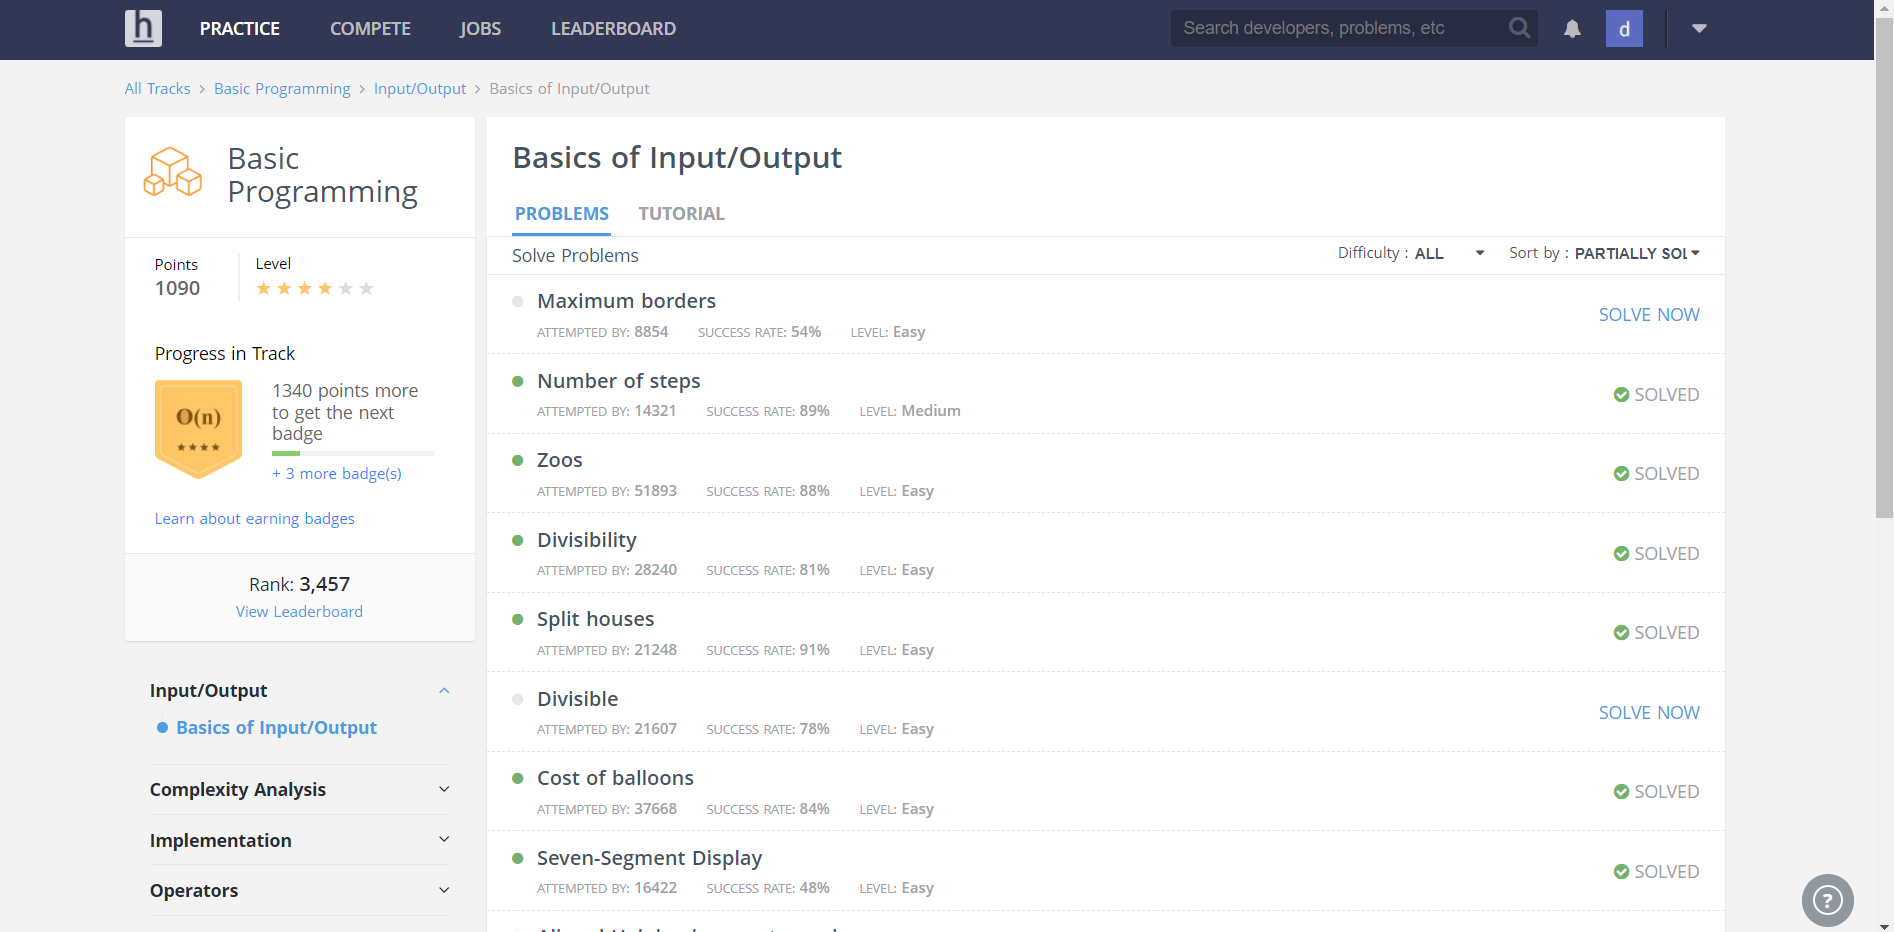 h PRACTICE COMPETE JOBS LEADERBOARD Search developers, problems, etc d
All Tracks > Basic Programming > Input/Output > Basics of Input/Output
Basic
Programming
Points
1090
Level
Progress in Track
O(n)
1340 points more
to get the next
badge
+ 3 more badge(s)
Learn about earning badges
Rank: 3,457
View Leaderboard
Input/Output
Basics of Input/Output
Complexity Analysis
Implementation
Operators
Basics of Input/Output
PROBLEMS TUTORIAL
Solve Problems Difficulty : ALL Sort by : PARTIALLY SOL
Maximum borders
ATTEMPTED BY: 8854 SUCCESS RATE: 54% LEVEL: Easy
SOLVE NOW
Number of steps
ATTEMPTED BY: 14321 SUCCESS RATE: 89% LEVEL: Medium
SOLVED
Zoos
ATTEMPTED BY: 51893 SUCCESS RATE: 88% LEVEL: Easy
SOLVED
Divisibility
ATTEMPTED BY: 28240 SUCCESS RATE: 81% LEVEL: Easy
SOLVED
Split houses
ATTEMPTED BY: 21248 SUCCESS RATE: 91% LEVEL: Easy
SOLVED
Divisible
ATTEMPTED BY: 21607 SUCCESS RATE: 78% LEVEL: Easy
SOLVE NOW
Cost of balloons
ATTEMPTED BY: 37668 SUCCESS RATE: 84% LEVEL: Easy
SOLVED
Seven-Segment Display
ATTEMPTED BY: 16422 SUCCESS RATE: 48% LEVEL: Easy
SOLVED
?